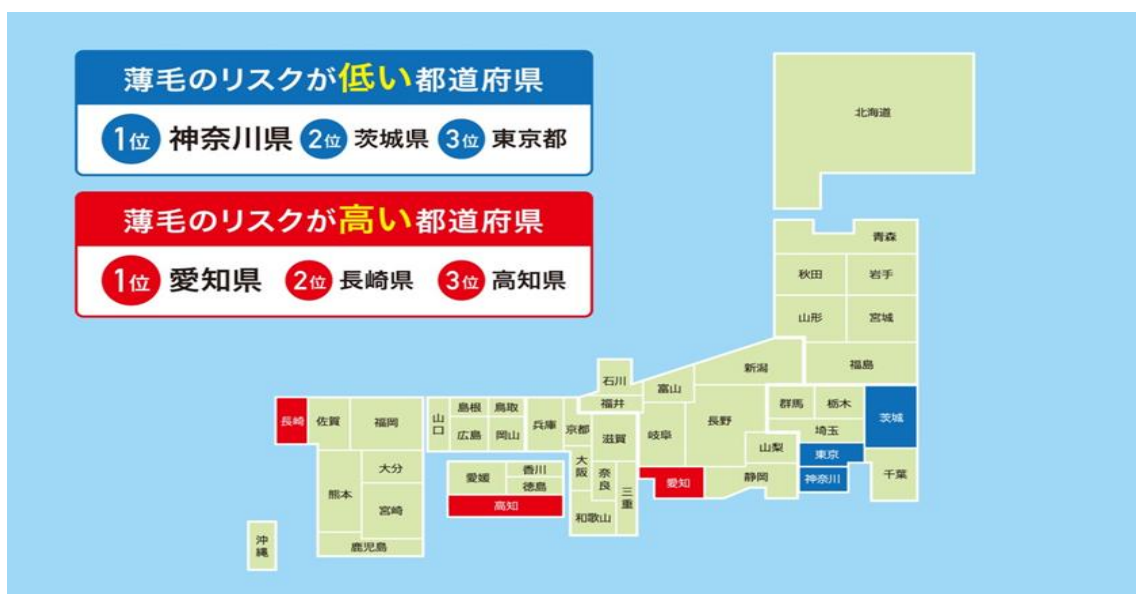 薄毛のリスクが低い都道府県
1位 神奈川県 2位 茨城県 3位 東京都
薄毛のリスクが高い都道府県
1位 愛知県 2位 長崎県 3位 高知県
北海道
青森
秋田
岩手
山形
宮城
福島
新潟
石川
富山
福井
群馬
栃木
茨城
長野
埼玉
岐阜
山梨
東京
千葉
静岡
神奈川
愛知
滋賀
京都
兵庫
大阪
奈良
三重
和歌山
鳥取
島根
岡山
広島
山口
香川
愛媛
徳島
高知
福岡
佐賀
長崎
大分
熊本
宮崎
鹿児島
沖縄